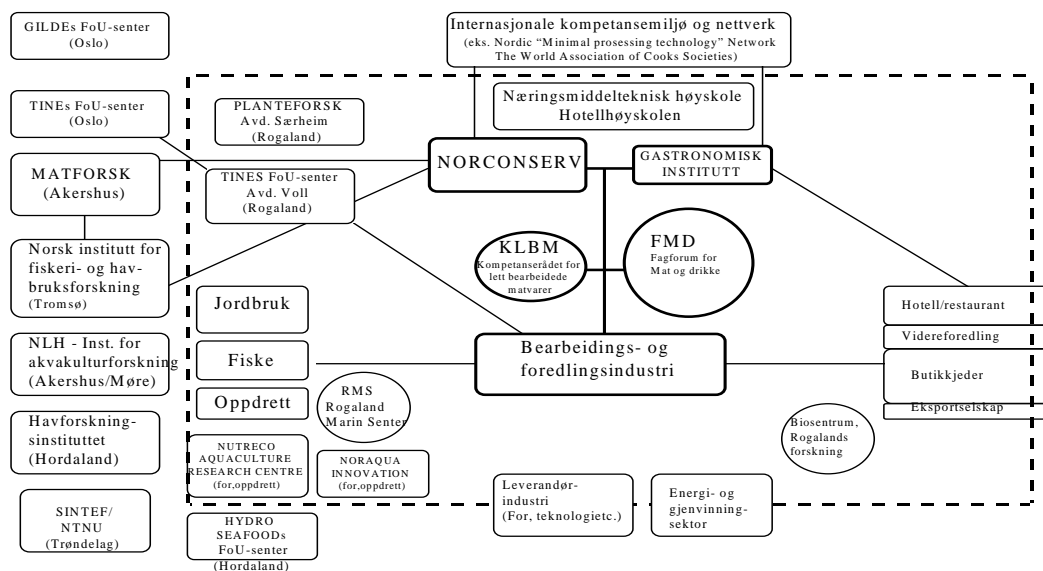 GILDEs FoU-senter
(Oslo)
Internasjonale kompetansemiljø og nettverk
(eks. Nordic “Minimal prosessing technology” Network
The World Association of Cooks Societies)
TINEs FoU-senter
(Oslo)
PLANTEFORSK
Avd. Særheim
(Rogaland)
Næringsmiddelteknisk høyskole
Hotellhøyskolen
MATFORSK
(Akershus)
TINES FoU-senter
Avd. Voll
(Rogaland)
NORCONSERV
GASTRONOMISK
INSTITUTT
Norsk institutt for
fiskeri- og hav-
bruksforskning
(Tromsø)
KLBM
Kompetanserådet for
lett bearbeidede
matvarer
FMD
Fagforum for
Mat og drikke
Jordbruk
Hotell/restaurant
Videreforedling
NLH - Inst. for
akvakulturforskning
(Akershus/Møre)
Fiske
Bearbeidings- og
foredlingsindustri
Butikkjeder
Oppdrett
RMS
Rogaland
Marin Senter
Eksportselskap
Havforskning-
sinstituttet
(Hordaland)
NUTRECO
AQUACULTURE
RESEARCH CENTRE
(for,oppdrett)
NORAQUA
INNOVATION
(for,oppdrett)
Biosentrum,
Rogalands
forskning
SINTEF/
NTNU
(Trøndelag)
HYDRO
SEAFOODs
FoU-senter
(Hordaland)
Leverandør-
industri
(For, teknologietc.)
Energi- og
gjenvinning-
sektor